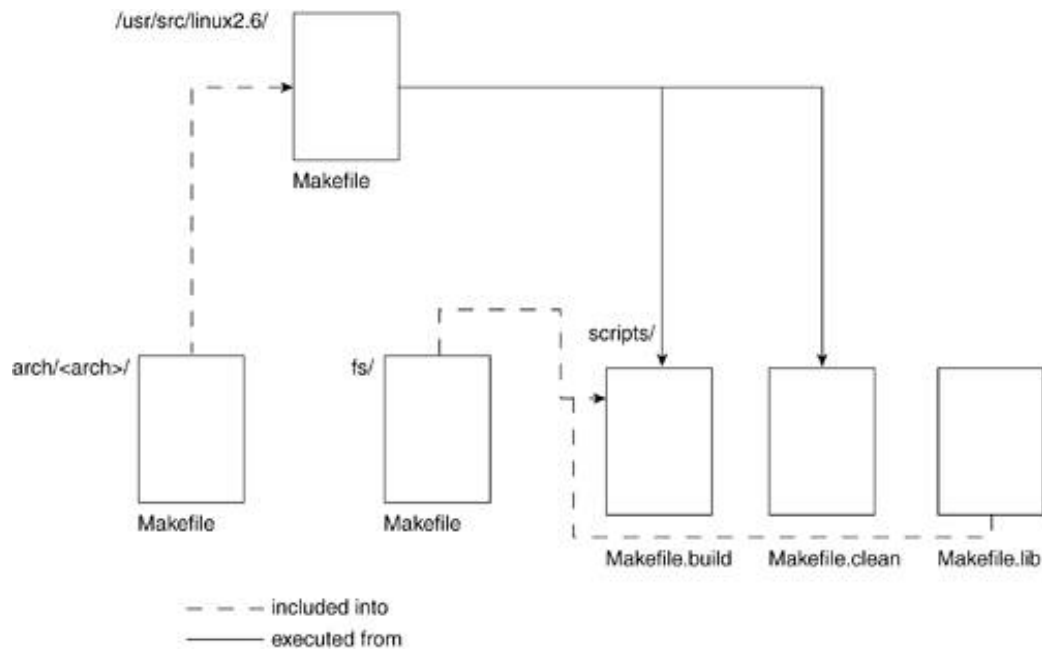 /usr/src/linux2.6/
Makefile
scripts/
arch/<arch>/
fs/
Makefile
Makefile
Makefile.build
Makefile.clean
Makefile.lib
included into
executed from